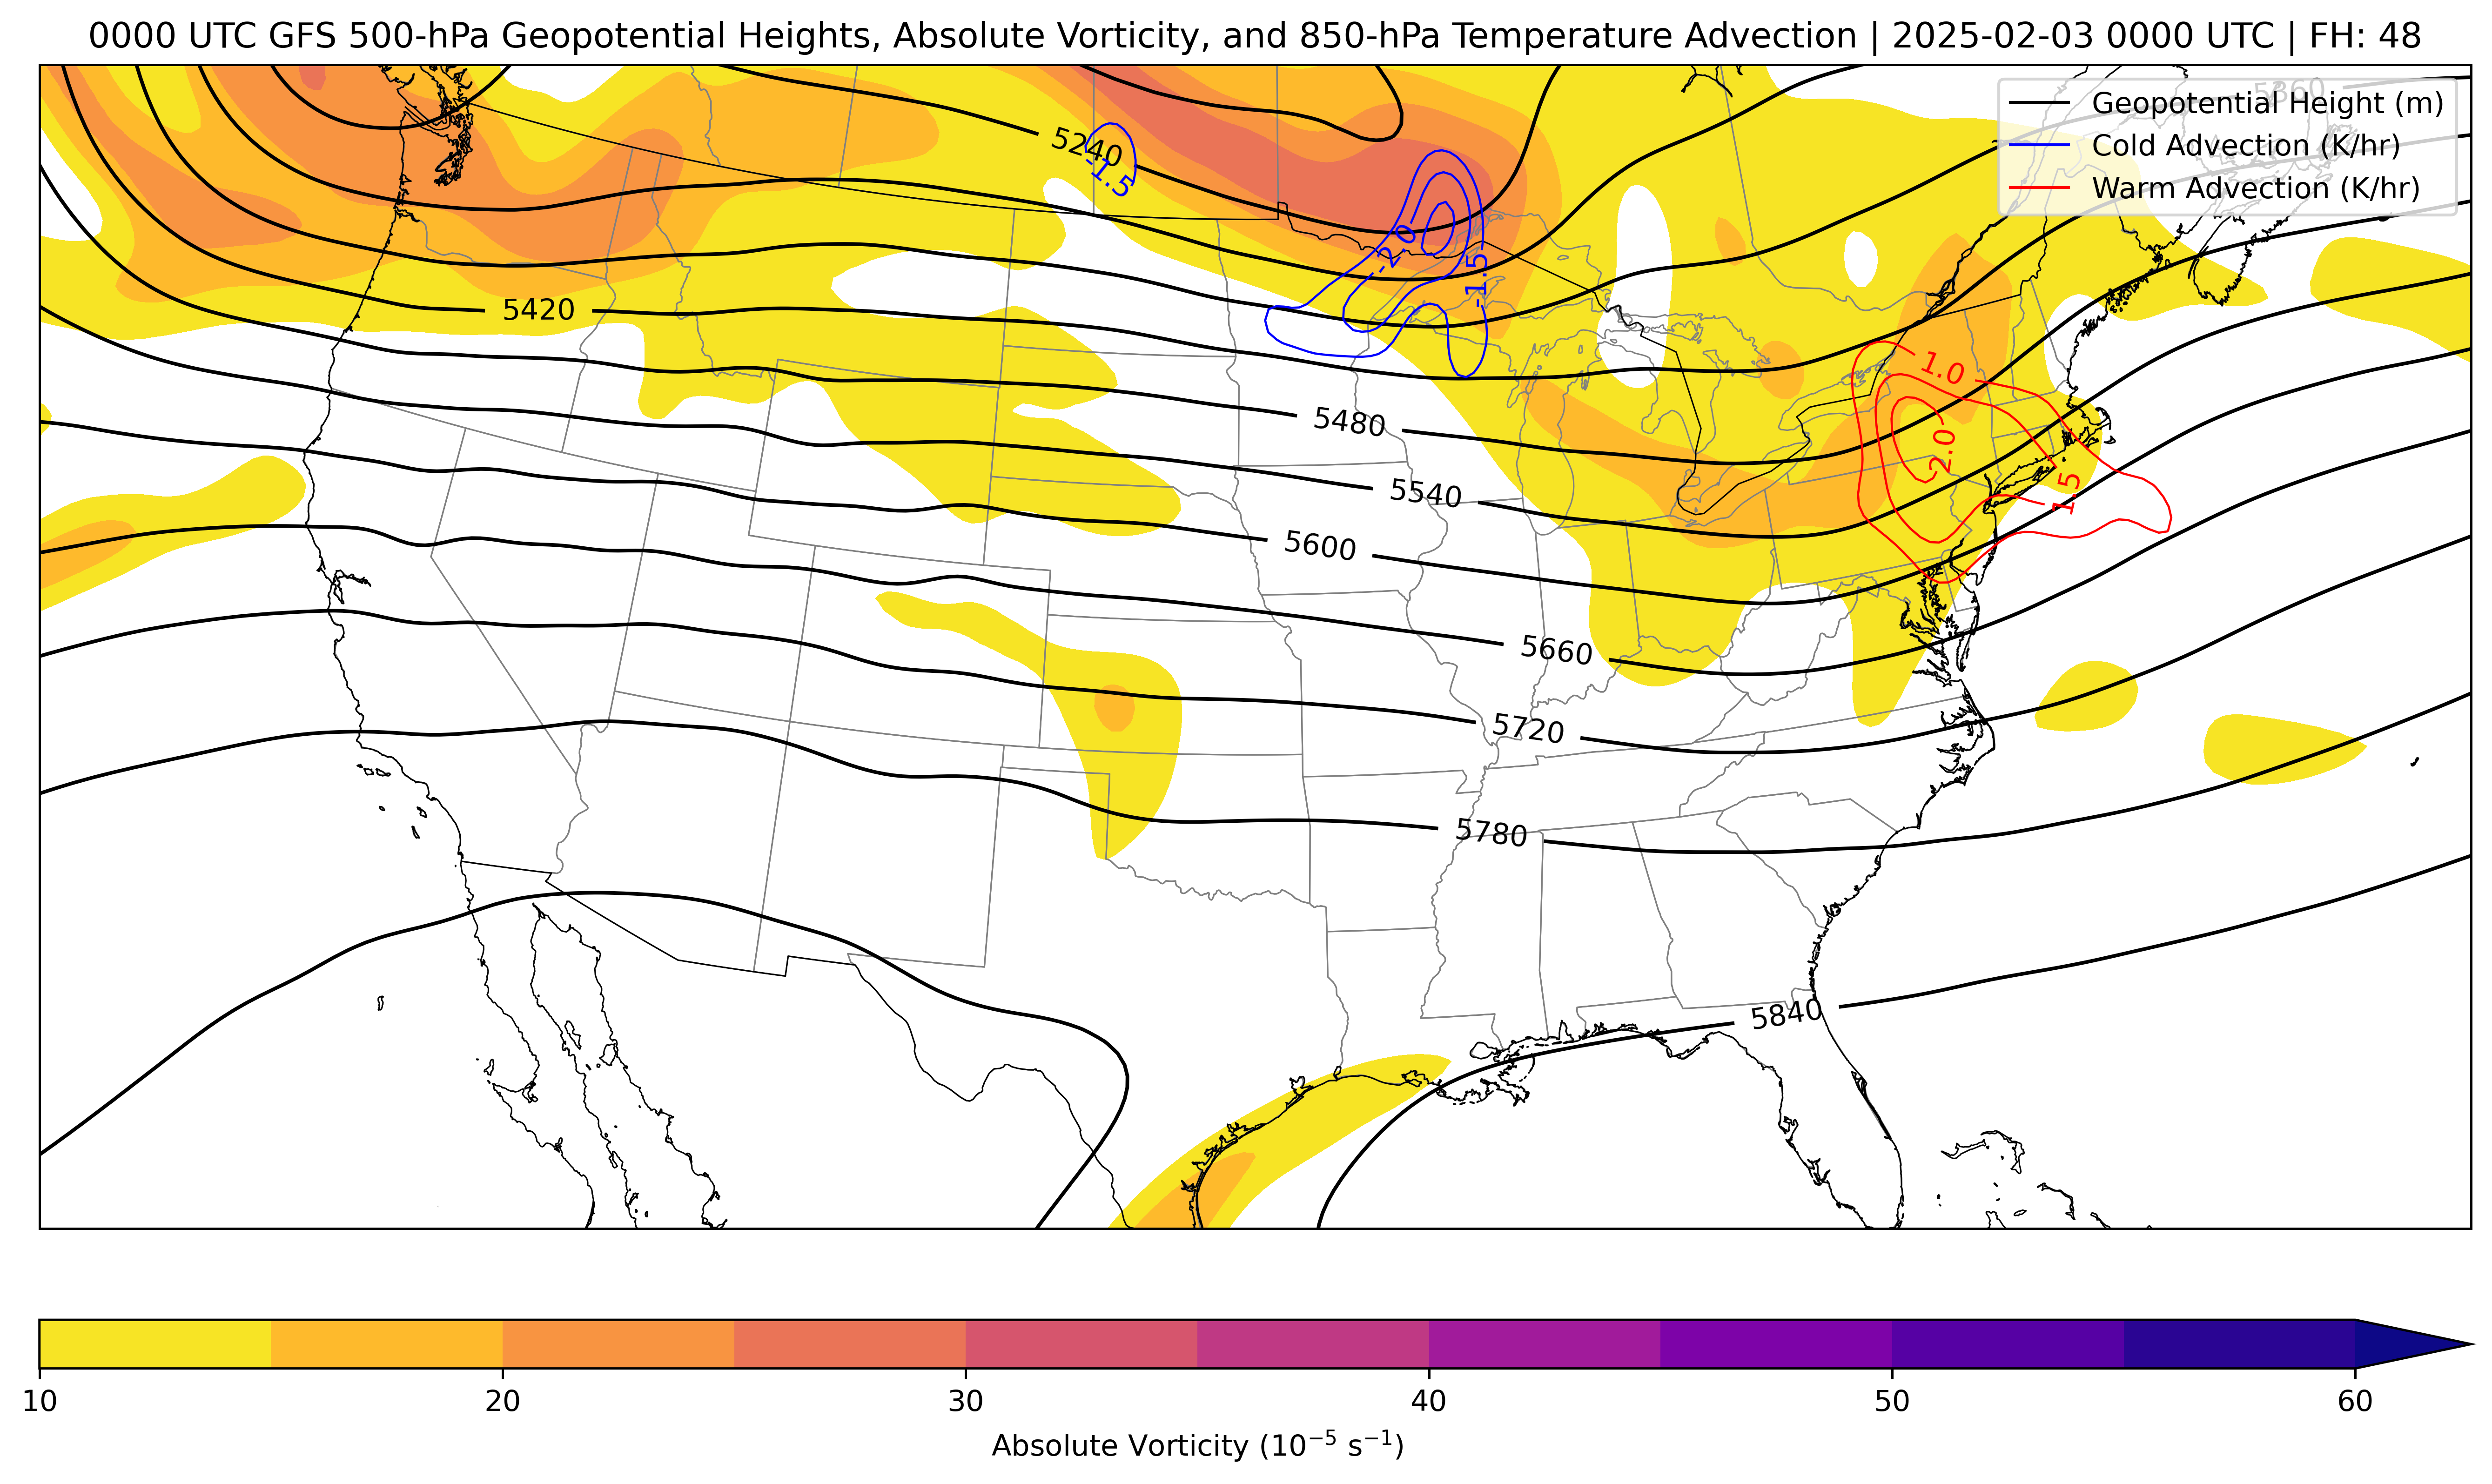 0000 UTC GFS 500-hPa Geopotential Heights, Absolute Vorticity, and 850-hPa Temperature Advection | 2025-02-03 0000 UTC | FH: 48
5360
Geopotential Height (m)
Cold Advection (K/hr)
Warm Advection (K/hr)
5240
-1.5
-2.0
-1.5
5420
1.0
5480
2.0
5540
1.5
5600
5660
5720
5780
5840
10 20 30 40 50 60
Absolute Vorticity (10⁻⁵ s⁻¹)